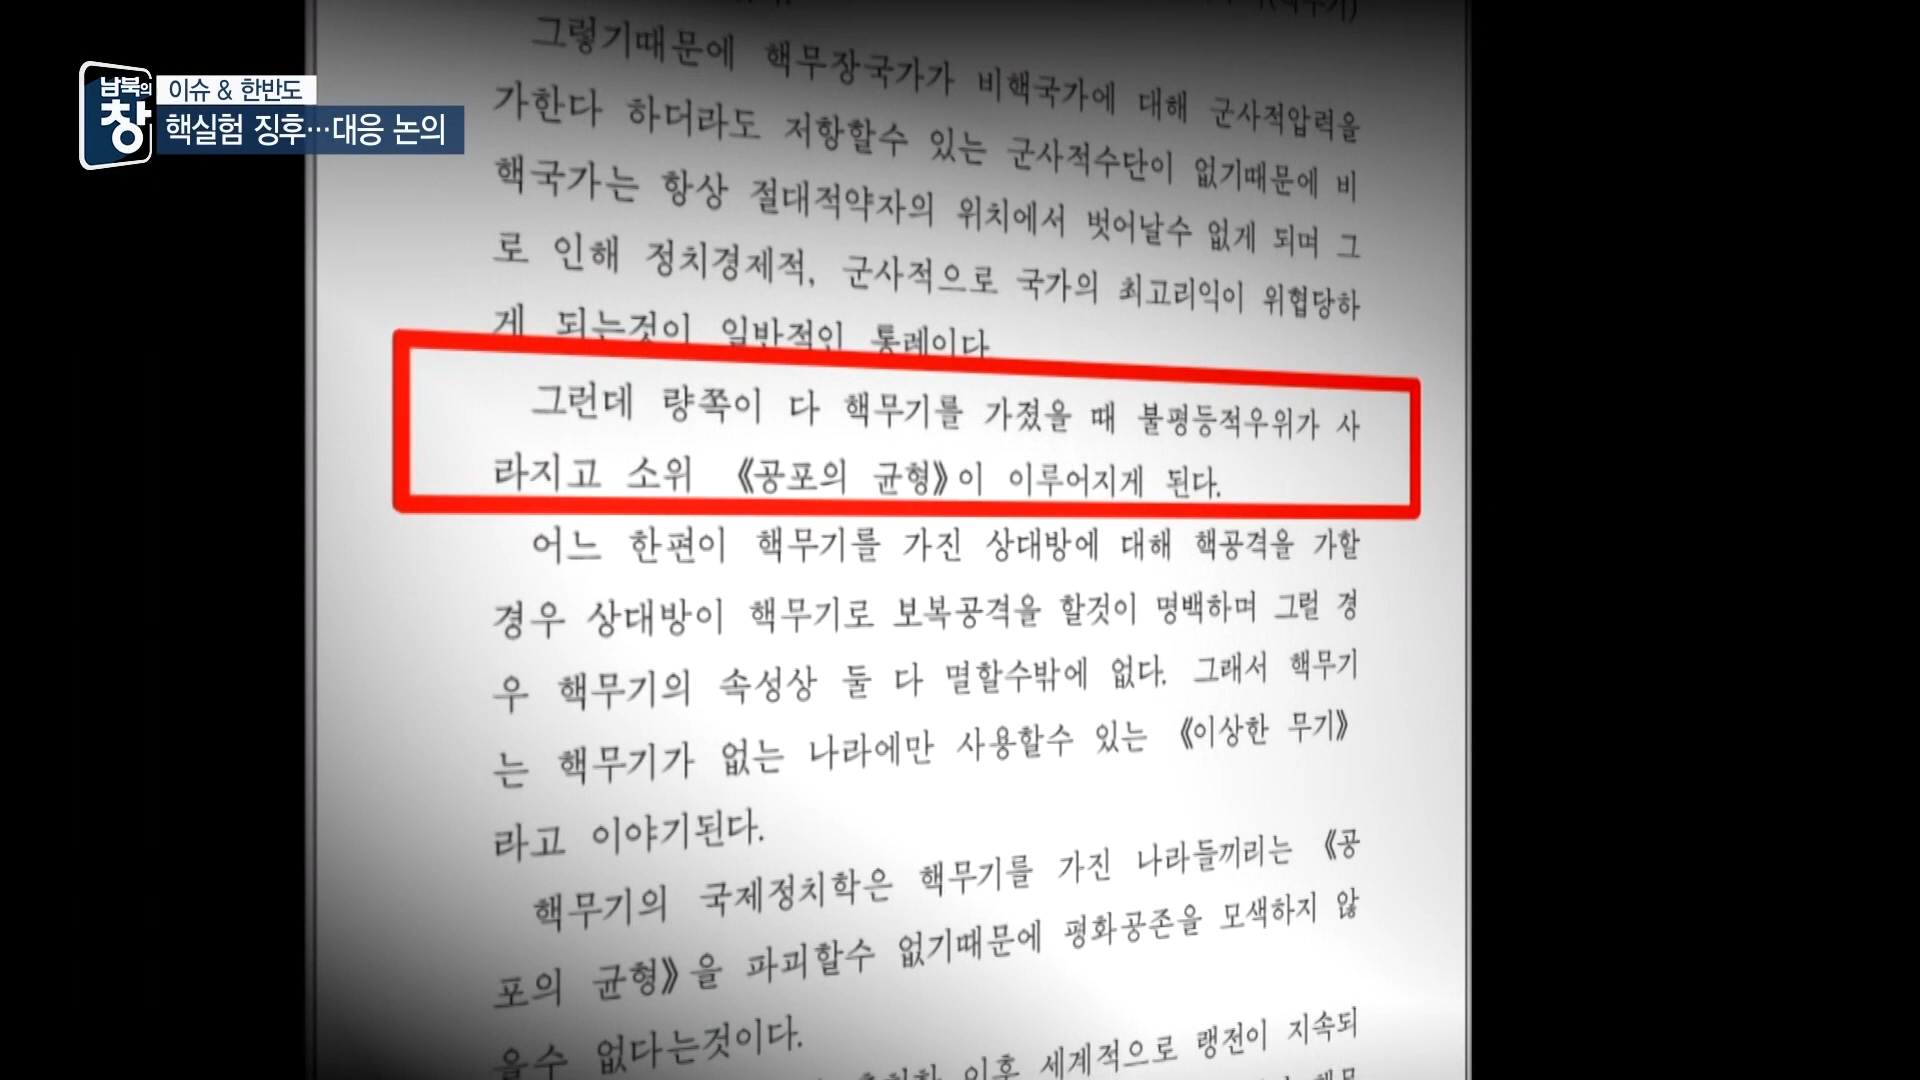 남북의
창
이슈 & 한반도
핵실험 징후…대응 논의
그렇기때문에 핵무장국가가 비핵국가에 대해 군사적압력을
가한다 하더라도 저항할수 있는 군사적수단이 없기때문에 비
핵국가는 항상 절대적약자의 위치에서 벗어날수 없게 되며 그
로 인해 정치경제적, 군사적으로 국가의 최고리익이 위협당하
게 되는것이 일반적인 통례이다
그런데 량쪽이 다 핵무기를 가졌을 때 불평등적우위가 사
라지고 소위 《공포의 균형》이 이루어지게 된다.
어느 한편이 핵무기를 가진 상대방에 대해 핵공격을 가할
경우 상대방이 핵무기로 보복공격을 할것이 명백하며 그럴 경
우 핵무기의 속성상 둘 다 멸할수밖에 없다. 그래서 핵무기
는 핵무기가 없는 나라에만 사용할수 있는 《이상한 무기》
라고 이야기된다.
핵무기의 국제정치학은 핵무기를 가진 나라들끼리는 《공
포의 균형》을 파괴할수 없기때문에 평화공존을 모색하지 않
을수 없다는것이다.
이후 세계적으로 랭전이 지속되